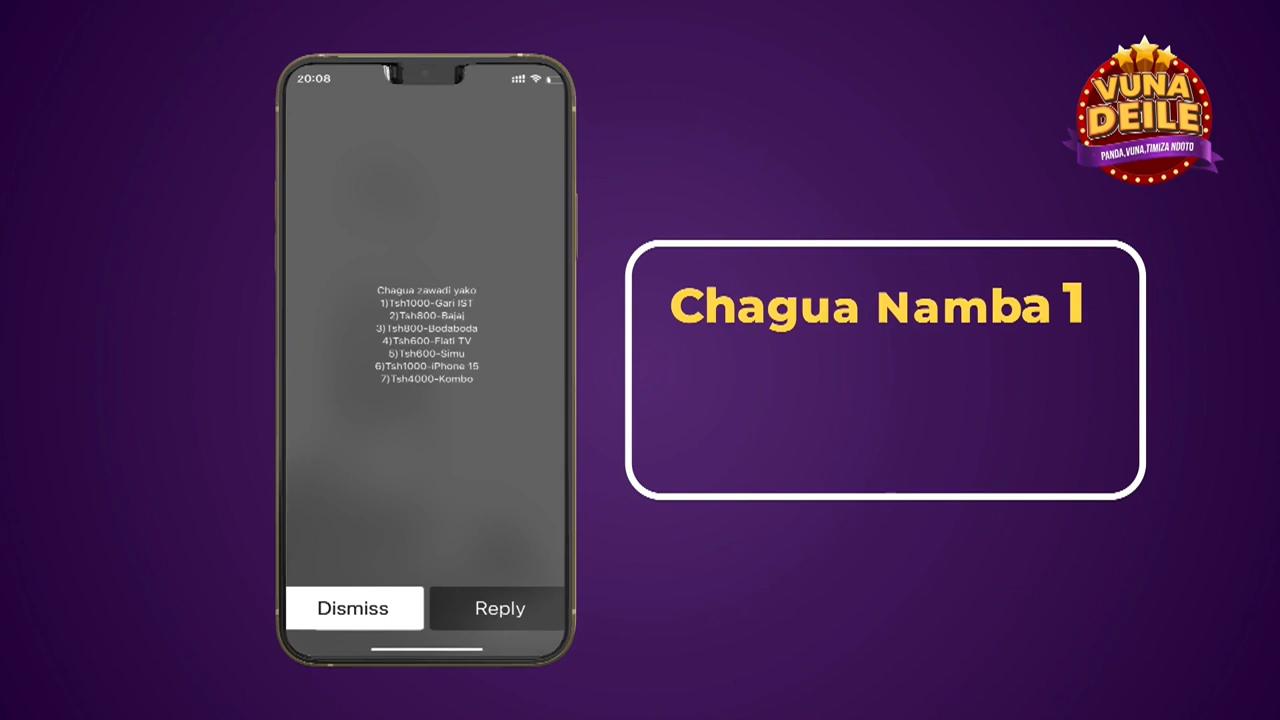 20:08
Chagua zawadi yako
1)Tsh1000-Gari IST
2)Tsh800-Bajaj
3)Tsh800-Bodaboda
4)Tsh600-Flati TV
5)Tsh600-Simu
6)Tsh1000-iPhone 15
7)Tsh4000-Kombo
Dismiss
Reply
VUNA
DEILE
PANDA,VUNA,TIMIZA NDOTO
Chagua Namba 1